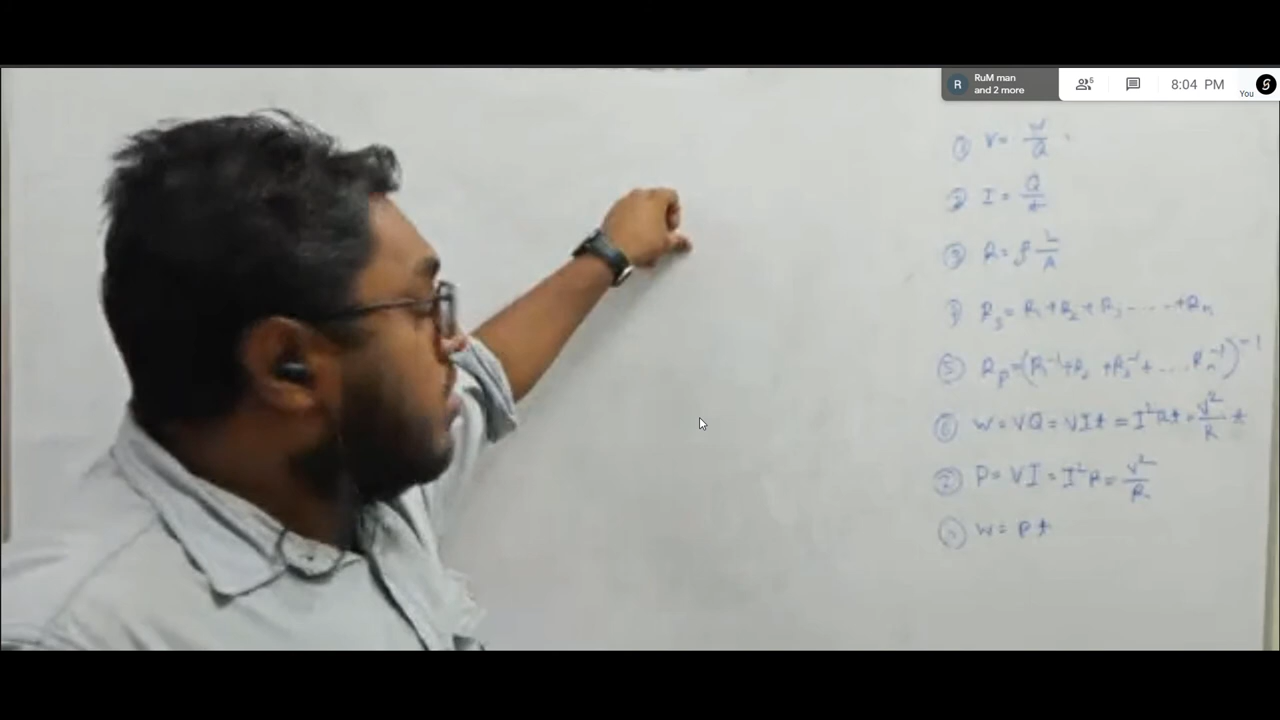 RuM man
and 2 more
R
5
8:04 PM
You
① V = W/Q
② I = Q/t
③ R = ρ L/A
④ Rs = R₁ + R₂ + R₃ ..... + Rn
⑤ Rp = (R₁⁻¹ + R₂ + R₃⁻¹ + .... Rn⁻¹)⁻¹
⑥ W = VQ = VIt = I²Rt = V²/R t
⑦ P = VI = I²R = V²/R
⑧ W = Pt